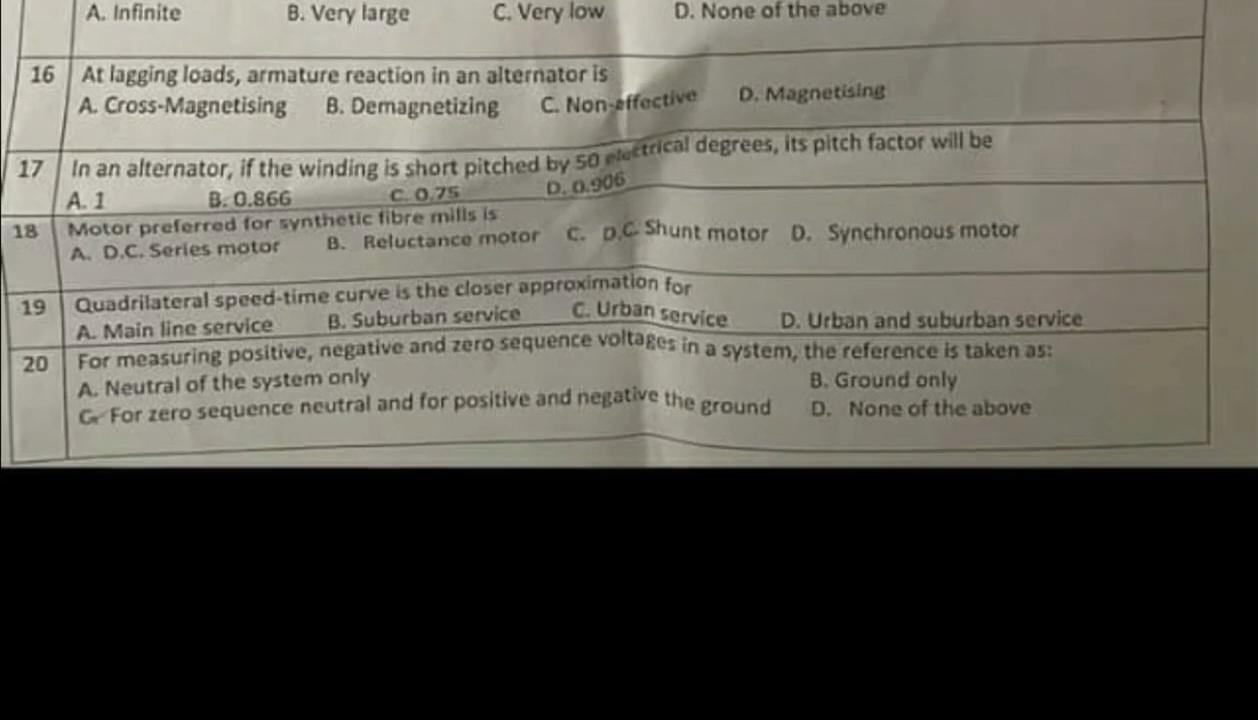 A. Infinite B. Very large C. Very low D. None of the above
16 At lagging loads, armature reaction in an alternator is
A. Cross-Magnetising B. Demagnetizing C. Non-effective D. Magnetising
17 In an alternator, if the winding is short pitched by 50 electrical degrees, its pitch factor will be
A. 1 B. 0.866 C. 0.75 D. 0.906
18 Motor preferred for synthetic fibre mills is
A. D.C. Series motor B. Reluctance motor C. D.C. Shunt motor D. Synchronous motor
19 Quadrilateral speed-time curve is the closer approximation for
A. Main line service B. Suburban service C. Urban service D. Urban and suburban service
20 For measuring positive, negative and zero sequence voltages in a system, the reference is taken as:
A. Neutral of the system only B. Ground only
C. For zero sequence neutral and for positive and negative the ground D. None of the above